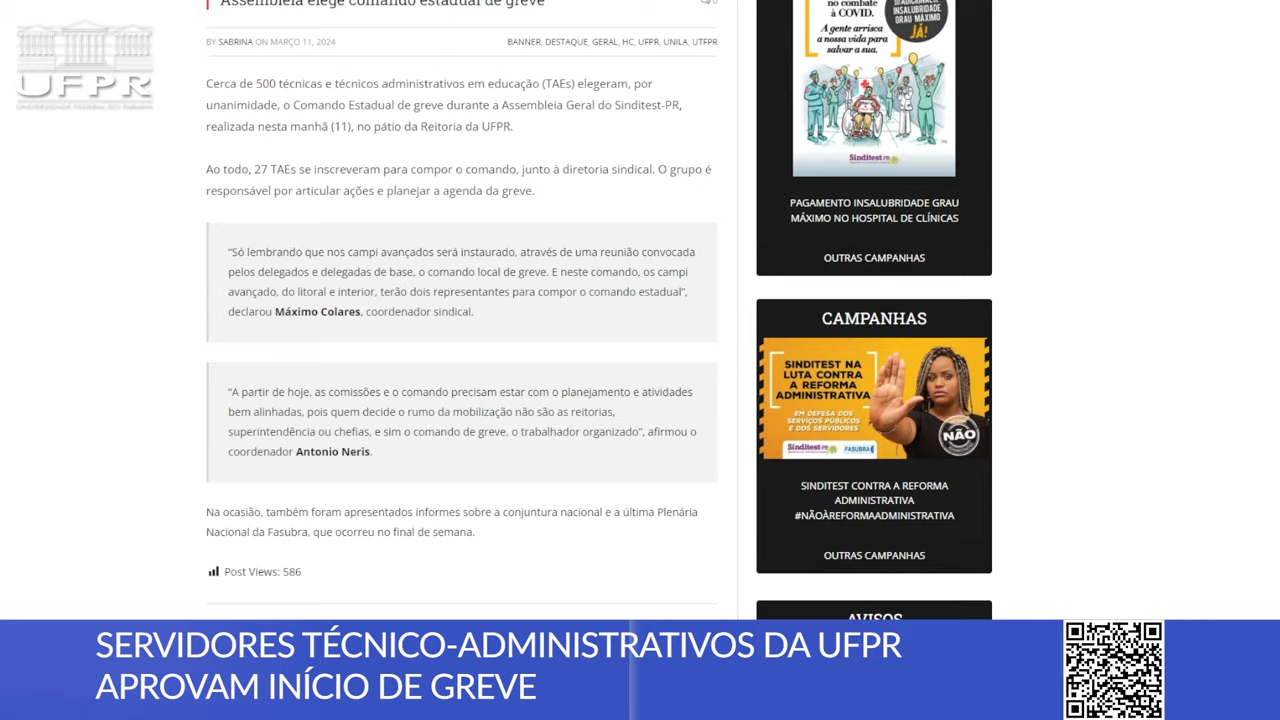 Assembleia elege comando estadual de greve
0
BY SABRINA ON MARÇO 11, 2024
BANNER, DESTAQUE, GERAL, HC, UFPR, UNILA, UTFPR
Cerca de 500 técnicas e técnicos administrativos em educação (TAEs) elegeram, por
unanimidade, o Comando Estadual de greve durante a Assembleia Geral do Sinditest-PR,
realizada nesta manhã (11), no pátio da Reitoria da UFPR.
Ao todo, 27 TAEs se inscreveram para compor o comando, junto à diretoria sindical. O grupo é
responsável por articular ações e planejar a agenda da greve.
“Só lembrando que nos campi avançados será instaurado, através de uma reunião convocada
pelos delegados e delegadas de base, o comando local de greve. E neste comando, os campi
avançado, do litoral e interior, terão dois representantes para compor o comando estadual”,
declarou Máximo Colares, coordenador sindical.
“A partir de hoje, as comissões e o comando precisam estar com o planejamento e atividades
bem alinhadas, pois quem decide o rumo da mobilização não são as reitorias,
superintendência ou chefias, e sim o comando de greve, o trabalhador organizado”, afirmou o
coordenador Antonio Neris.
Na ocasião, também foram apresentados informes sobre a conjuntura nacional e a última Plenária
Nacional da Fasubra, que ocorreu no final de semana.
Post Views: 586
no combate
à COVID.
A gente arrisca
a nossa vida para
salvar a sua.
ADICIONAL DE
INSALUBRIDADE
GRAU MÁXIMO
JÁ!
Sinditest PR
PAGAMENTO INSALUBRIDADE GRAU
MÁXIMO NO HOSPITAL DE CLÍNICAS
OUTRAS CAMPANHAS
CAMPANHAS
SINDITEST NA
LUTA CONTRA
A REFORMA
ADMINISTRATIVA
EM DEFESA DOS
SERVIÇOS PÚBLICOS
E DOS SERVIDORES
NÃO
Sinditest PR
FASUBRA
SINDITEST CONTRA A REFORMA
ADMINISTRATIVA
#NÃOÀREFORMAADMINISTRATIVA
OUTRAS CAMPANHAS
AVISOS
UFPR
UNIVERSIDADE FEDERAL DO PARANÁ
SERVIDORES TÉCNICO-ADMINISTRATIVOS DA UFPR
APROVAM INÍCIO DE GREVE